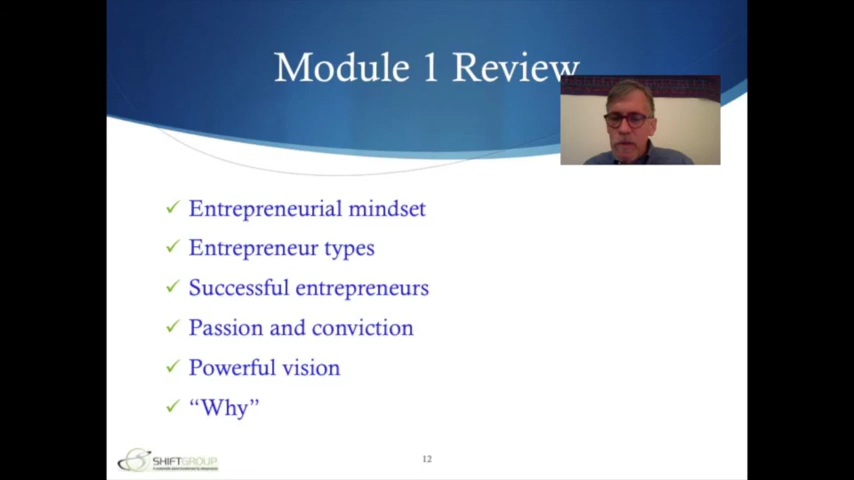 Module 1 Review
✓ Entrepreneurial mindset
✓ Entrepreneur types
✓ Successful entrepreneurs
✓ Passion and conviction
✓ Powerful vision
✓ “Why”
SHIFTGROUP
12